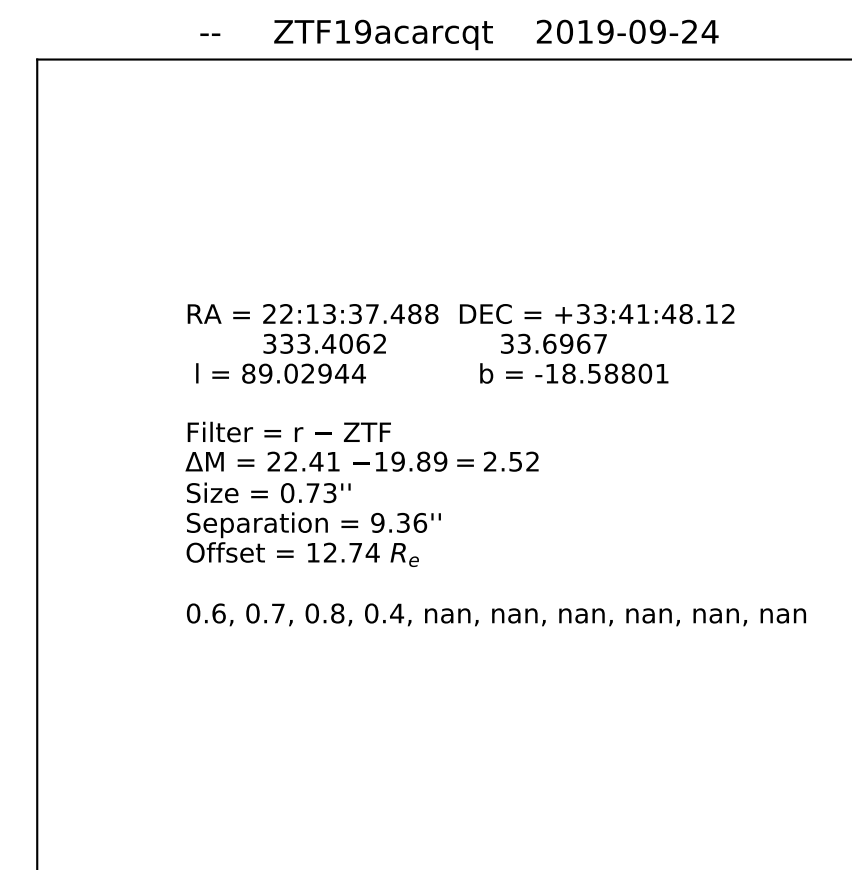 -- ZTF19acarcqt 2019-09-24
RA = 22:13:37.488 DEC = +33:41:48.12
333.4062 33.6967
l = 89.02944 b = -18.58801
Filter = r − ZTF
ΔM = 22.41 −19.89 = 2.52
Size = 0.73''
Separation = 9.36''
Offset = 12.74 Re
0.6, 0.7, 0.8, 0.4, nan, nan, nan, nan, nan, nan